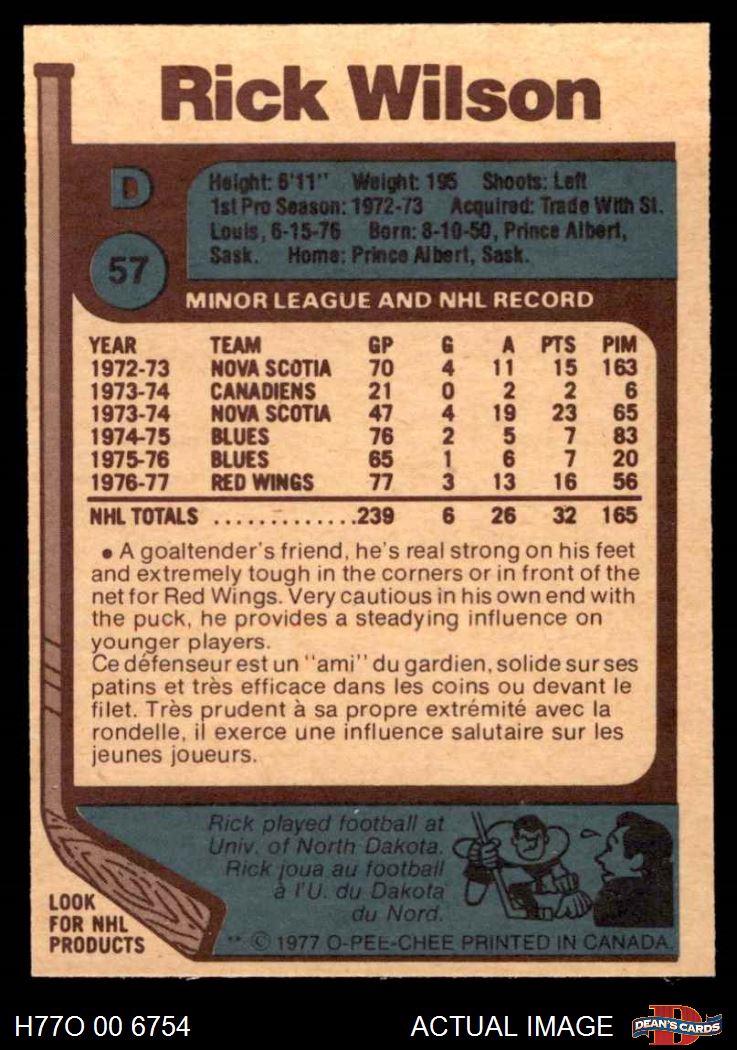 Rick Wilson
D
Height: 6'11" Weight: 195 Shoots: Left
1st Pro Season: 1972-73 Acquired: Trade With St.
Louis, 6-15-76 Born: 8-10-50, Prince Albert,
Sask. Home: Prince Albert, Sask.
57
MINOR LEAGUE AND NHL RECORD
YEAR TEAM GP G A PTS PIM
1972-73 NOVA SCOTIA 70 4 11 15 163
1973-74 CANADIENS 21 0 2 2 6
1973-74 NOVA SCOTIA 47 4 19 23 65
1974-75 BLUES 76 2 5 7 83
1975-76 BLUES 65 1 6 7 20
1976-77 RED WINGS 77 3 13 16 56
NHL TOTALS .............239 6 26 32 165
• A goaltender's friend, he's real strong on his feet
and extremely tough in the corners or in front of the
net for Red Wings. Very cautious in his own end with
the puck, he provides a steadying influence on
younger players.
Ce défenseur est un "ami" du gardien, solide sur ses
patins et très efficace dans les coins ou devant le
filet. Très prudent à sa propre extrémité avec la
rondelle, il exerce une influence salutaire sur les
jeunes joueurs.
Rick played football at
Univ. of North Dakota.
Rick joua au football
à l'U. du Dakota
du Nord.
LOOK
FOR NHL
PRODUCTS
** © 1977 O-PEE-CHEE PRINTED IN CANADA.
H77O 00 6754 ACTUAL IMAGE DEAN'S CARDS